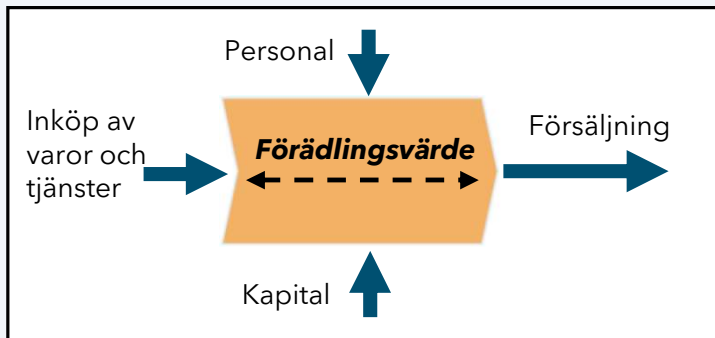 Personal
Inköp av
varor och
tjänster
Förädlingsvärde
Försäljning
Kapital